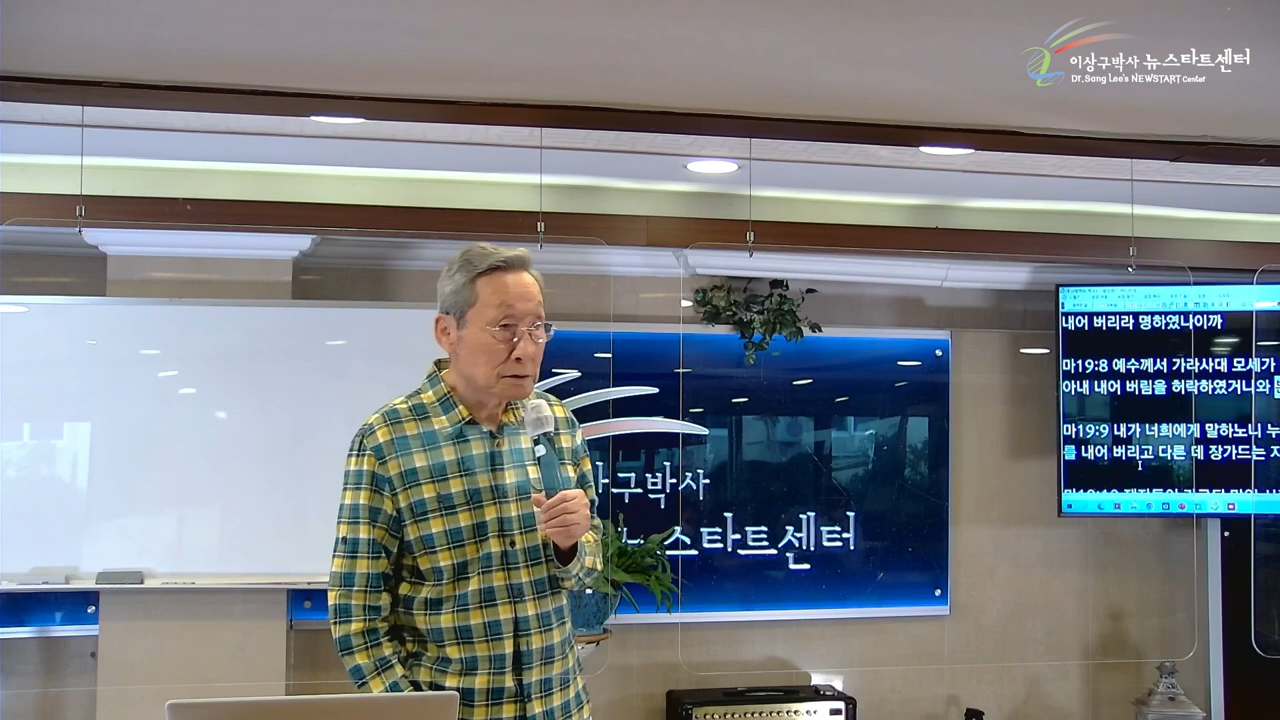 이상구박사 뉴스타트센터
Dr. Sang Lee's NEWSTART Center
내어 버리라 명하였나이까
마19:8 예수께서 가라사대 모세가
아내 내어 버림을 허락하였거니와
마19:9 내가 너희에게 말하노니 누
를 내어 버리고 다른 데 장가드는 자
상구박사
스타트센터